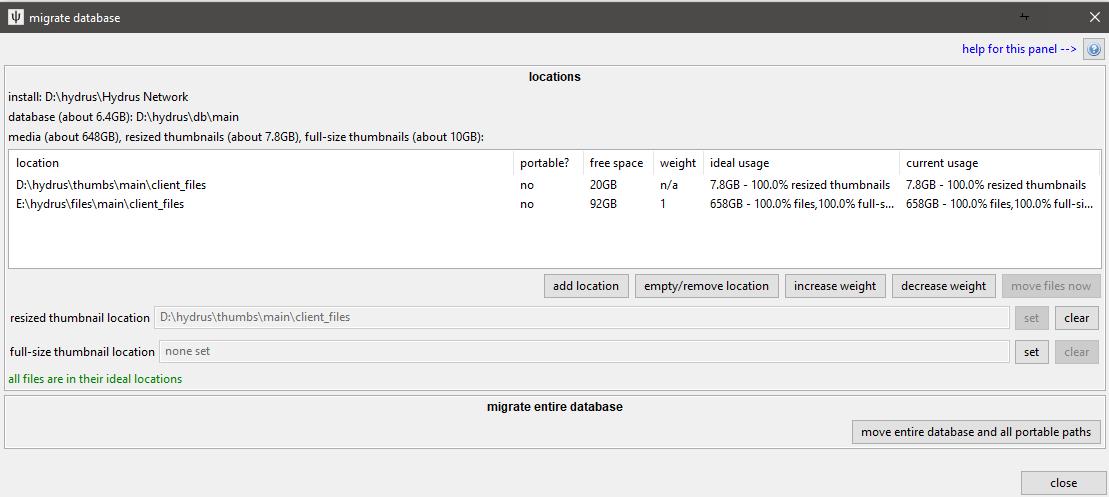 migrate database
help for this panel -->
locations
install: D:\hydrus\Hydrus Network
database (about 6.4GB): D:\hydrus\db\main
media (about 648GB), resized thumbnails (about 7.8GB), full-size thumbnails (about 10GB):
location portable? free space weight ideal usage current usage
D:\hydrus\thumbs\main\client_files no 20GB n/a 7.8GB - 100.0% resized thumbnails 7.8GB - 100.0% resized thumbnails
E:\hydrus\files\main\client_files no 92GB 1 658GB - 100.0% files,100.0% full-s... 658GB - 100.0% files,100.0% full-si...
add location empty/remove location increase weight decrease weight move files now
resized thumbnail location D:\hydrus\thumbs\main\client_files set clear
full-size thumbnail location none set set clear
all files are in their ideal locations
migrate entire database
move entire database and all portable paths
close